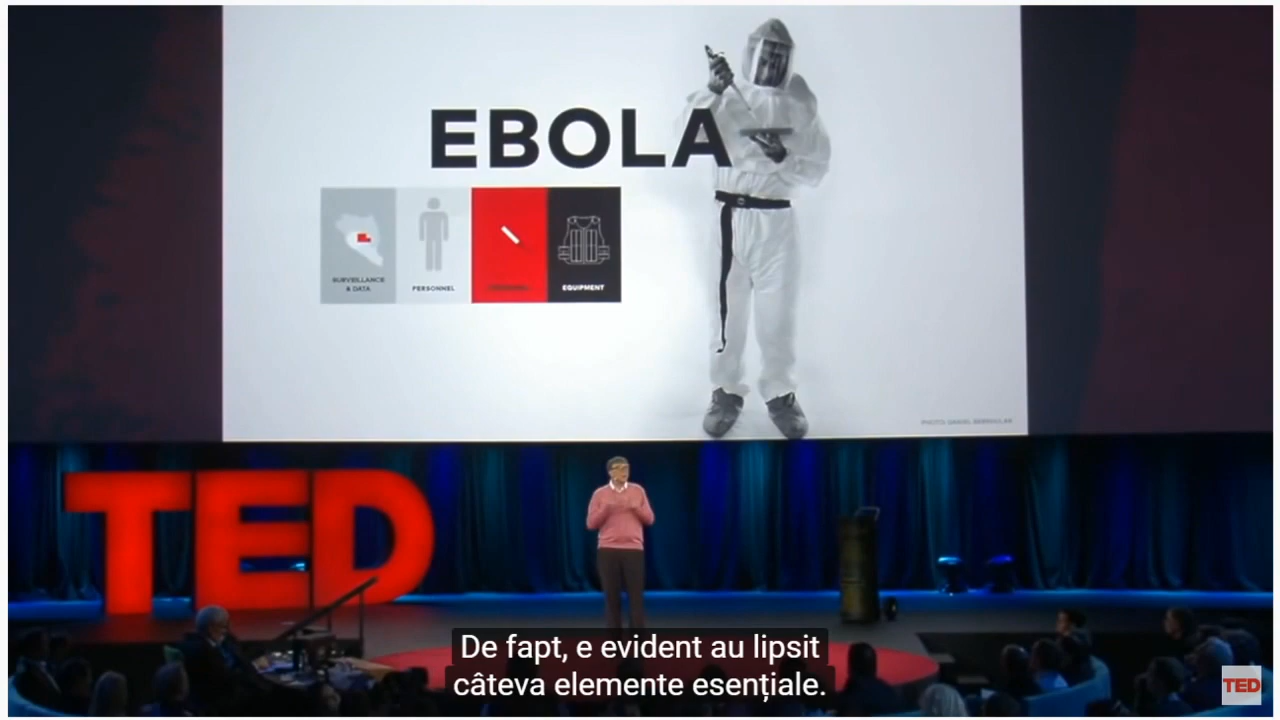 EBOLA
SURVEILLANCE
& DATA
PERSONNEL
EQUIPMENT
TED
De fapt, e evident au lipsit
câteva elemente esențiale.
TED